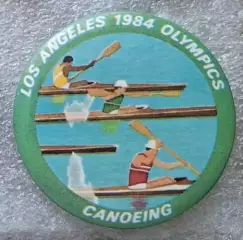 LOS ANGELES 1984 OLYMPICS
CANOEING